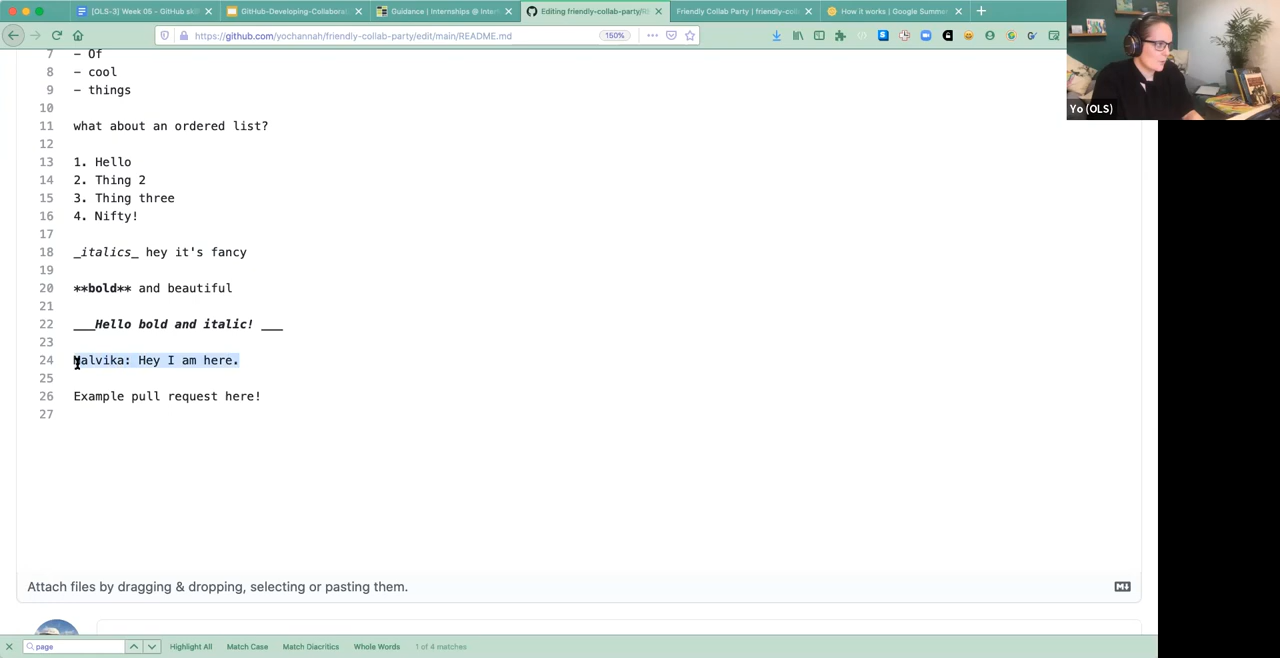 [OLS-3] Week 05 - GitHub skil
GitHub-Developing-Collabora
Guidance | Internships @ Inter
Editing friendly-collab-party/RE
Friendly Collab Party | friendly-coll
How it works | Google Summer
https://github.com/yochannah/friendly-collab-party/edit/main/README.md
150%
7 - Of
8 - cool
9 - things
10
11 what about an ordered list?
12
13 1. Hello
14 2. Thing 2
15 3. Thing three
16 4. Nifty!
17
18 _italics_ hey it's fancy
19
20 **bold** and beautiful
21
22 ___Hello bold and italic! ___
23
24 Malvika: Hey I am here.
25
26 Example pull request here!
27
Attach files by dragging & dropping, selecting or pasting them.
page
Highlight All
Match Case
Match Diacritics
Whole Words
1 of 4 matches
Yo (OLS)